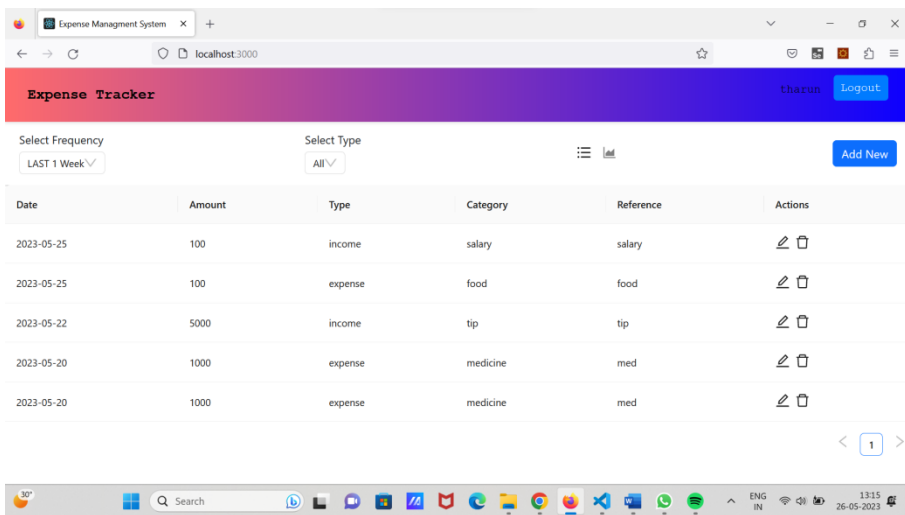 Expense Managment System
localhost:3000
Expense Tracker
tharun
Logout
Select Frequency
Select Type
LAST 1 Week
All
Add New
Date Amount Type Category Reference Actions
2023-05-25 100 income salary salary
2023-05-25 100 expense food food
2023-05-22 5000 income tip tip
2023-05-20 1000 expense medicine med
2023-05-20 1000 expense medicine med
1
30°
Search
ENG
IN
13:15
26-05-2023